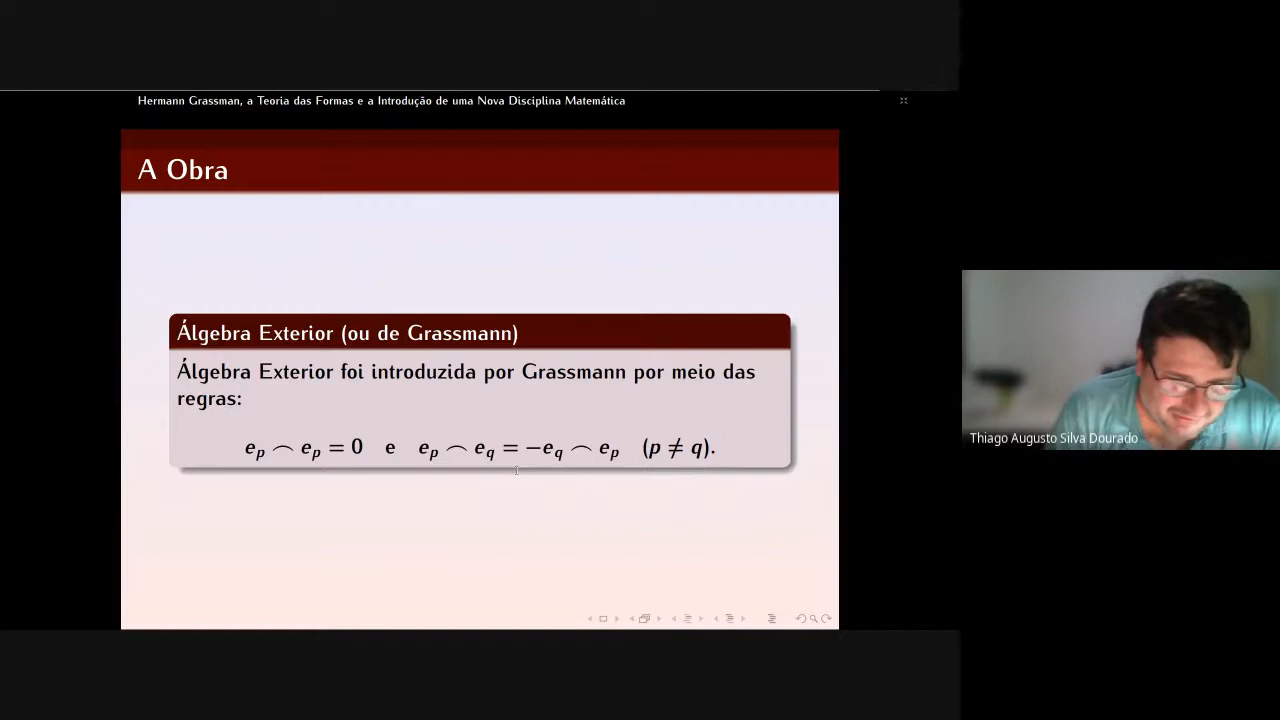 Hermann Grassman, a Teoria das Formas e a Introdução de uma Nova Disciplina Matemática
A Obra
Álgebra Exterior (ou de Grassmann)
Álgebra Exterior foi introduzida por Grassmann por meio das
regras:
e_p ⌢ e_p = 0 e e_p ⌢ e_q = −e_q ⌢ e_p (p ≠ q).
Thiago Augusto Silva Dourado